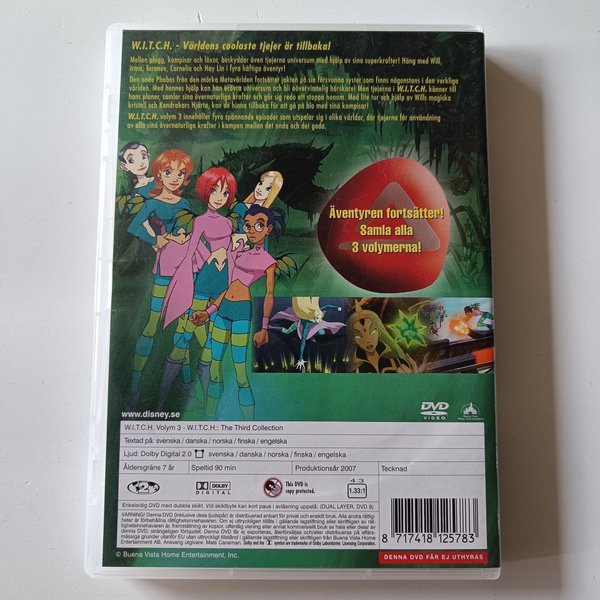 W.I.T.C.H. - Världens coolaste tjejer är tillbaka!
Mellan plugg, kompisar och läxor, beskyddar även tjejerna universum med hjälp av sina superkrafter! Häng med Will,
Irma, Taranee, Cornelia och Hay Lin i fyra häftiga äventyr!
Den onde Phobos från den mörka Metavärlden fortsätter jakten på sin försvunna syster som finns någonstans i den verkliga
världen. Med hennes hjälp kan han erövra universum och bli oövervinnelig härskare! Men tjejerna i W.I.T.C.H. känner till
hans planer, samlar sina övernaturliga krafter och gör sig redo att stoppa honom. Med lite tur och hjälp av Wills magiska
kristall och Kandrakars Hjärta, kan de hinna tillbaka för att gå på bio med sina kompisar!
W.I.T.C.H. volym 3 innehåller fyra spännande episoder som utspelar sig i olika världar, där tjejerna får användning
av alla sina övernaturliga krafter i kampen mellan det onda och det goda.
Äventyren fortsätter!
Samla alla
3 volymerna!
www.disney.se
DVD
VIDEO
W.I.T.C.H. Volym 3 - W.I.T.C.H.: The Third Collection
Textad på: svenska / danska / norska / finska / engelska
Ljud: Dolby Digital 2.0 svenska / danska / norska / finska / engelska
Åldersgräns 7 år Speltid 90 min Produktionsår 2007 Tecknad
2
DOLBY
DIGITAL
This DVD is
copy protected.
4:3
1.33:1
Enkelsidig DVD med dubbla skikt. Vid skiktbyte kan kort paus i avläsning uppstå. (DUAL LAYER, DVD 9)
© Buena Vista Home Entertainment, Inc.
8 717418 125783
DENNA DVD FÅR EJ UTHYRAS